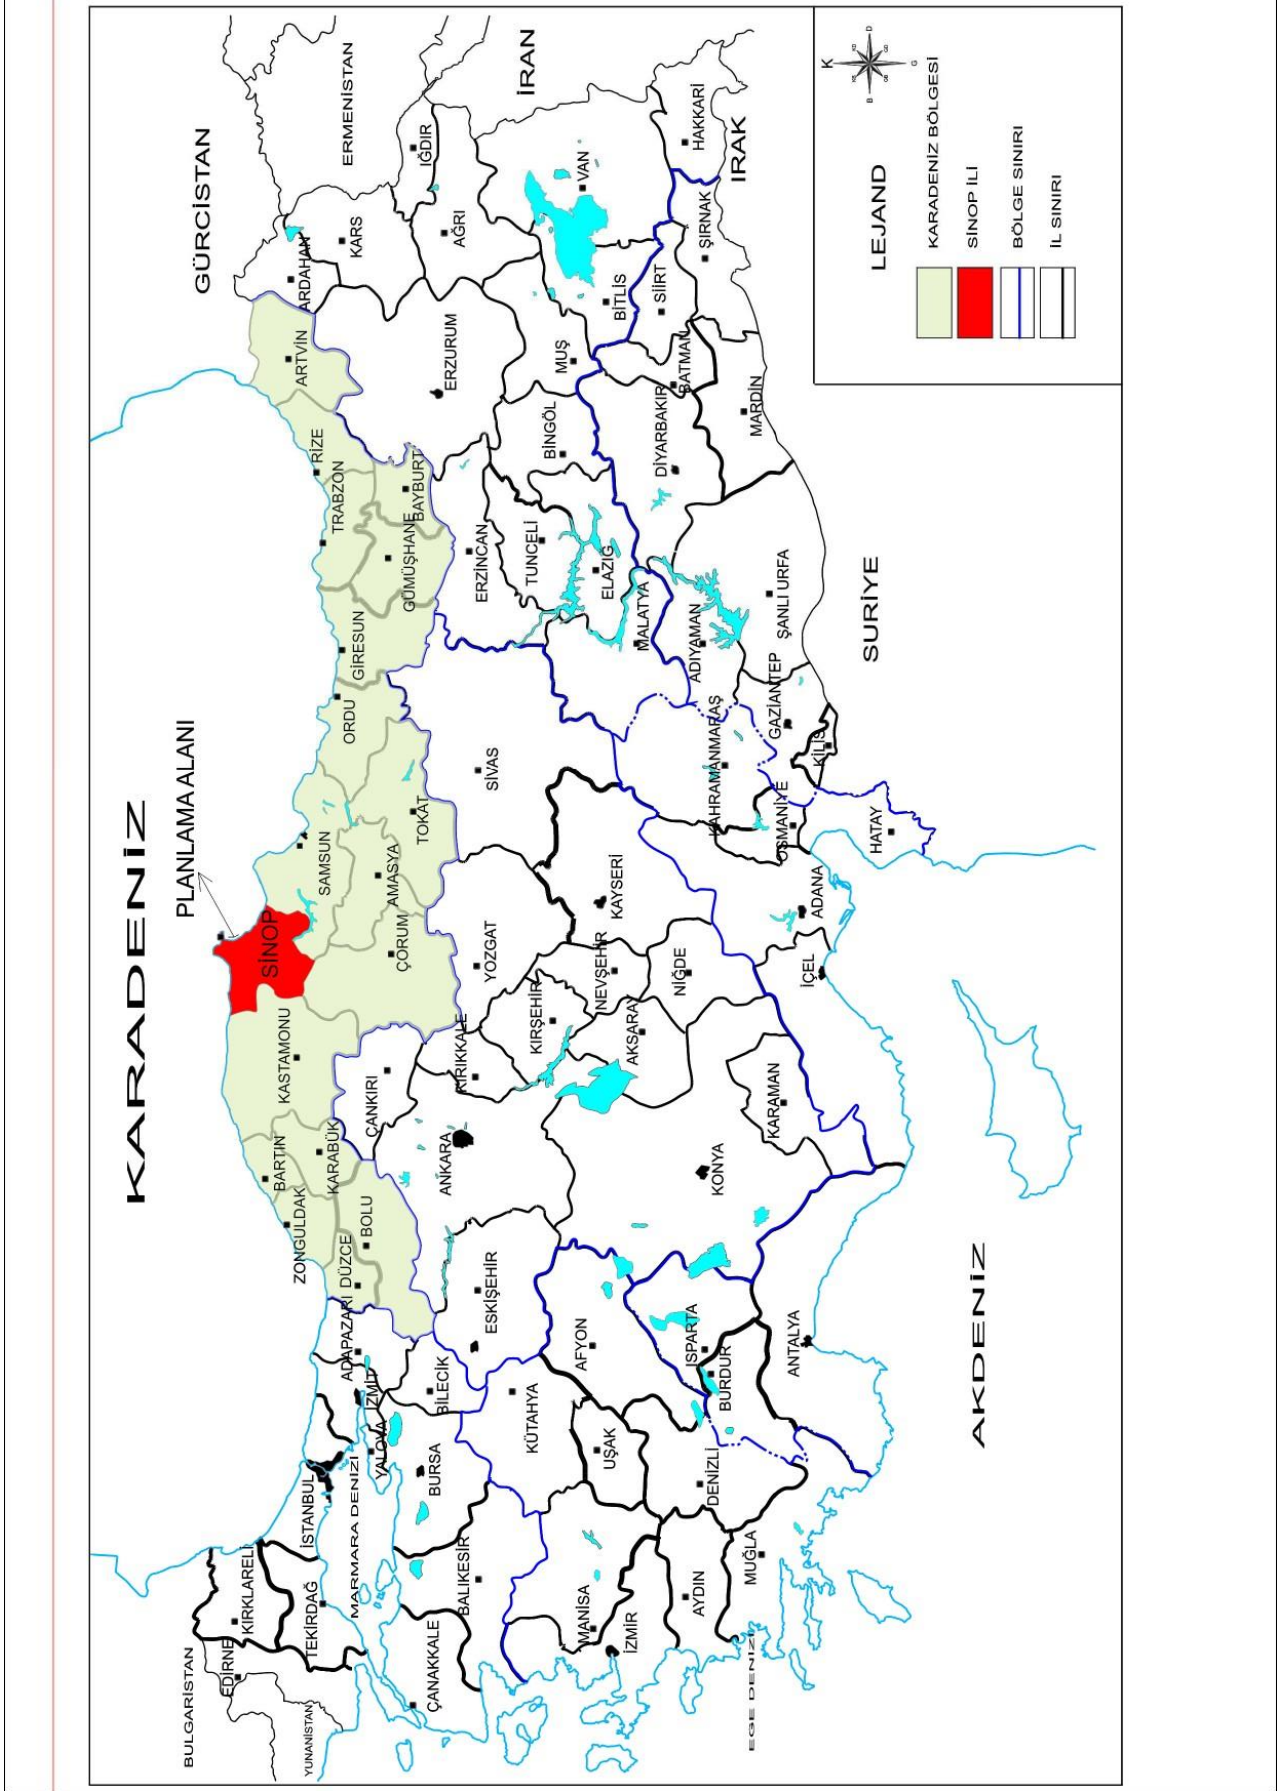 KARADENİZ
PLANLAMA ALANI
GÜRCİSTAN
ERMENİSTAN
İRAN
IRAK
SURİYE
AKDENİZ
EGE DENİZİ
MARMARA DENİZİ
BULGARİSTAN
YUNANİSTAN
EDİRNE
KIRKLARELİ
TEKİRDAĞ
İSTANBUL
ÇANAKKALE
BALIKESİR
BURSA
YALOVA
İZMİT
ADAPAZARI
BİLECİK
DÜZCE
BOLU
ZONGULDAK
BARTIN
KARABÜK
KASTAMONU
SİNOP
SAMSUN
ÇORUM
AMASYA
TOKAT
ORDU
GİRESUN
GÜMÜŞHANE
TRABZON
BAYBURT
RİZE
ARTVİN
ARDAHAN
KARS
IĞDIR
AĞRI
ERZURUM
ERZİNCAN
SİVAS
YOZGAT
ÇANKIRI
KIRIKKALE
ANKARA
ESKİŞEHİR
KÜTAHYA
MANİSA
İZMİR
UŞAK
AFYON
KIRŞEHİR
NEVŞEHİR
KAYSERİ
AKSARAY
NİĞDE
KONYA
KARAMAN
TUNCELİ
BİNGÖL
ELAZIĞ
MALATYA
MUŞ
BİTLİS
VAN
HAKKARİ
ŞIRNAK
SİİRT
BATMAN
DİYARBAKIR
MARDİN
ŞANLI URFA
ADIYAMAN
KAHRAMANMARAŞ
GAZİANTEP
KİLİS
OSMANİYE
HATAY
ADANA
İÇEL
ANTALYA
ISPARTA
BURDUR
DENİZLİ
AYDIN
MUĞLA
K
D
G
B
LEJAND
KARADENİZ BÖLGESİ
SİNOP İLİ
BÖLGE SINIRI
İL SINIRI